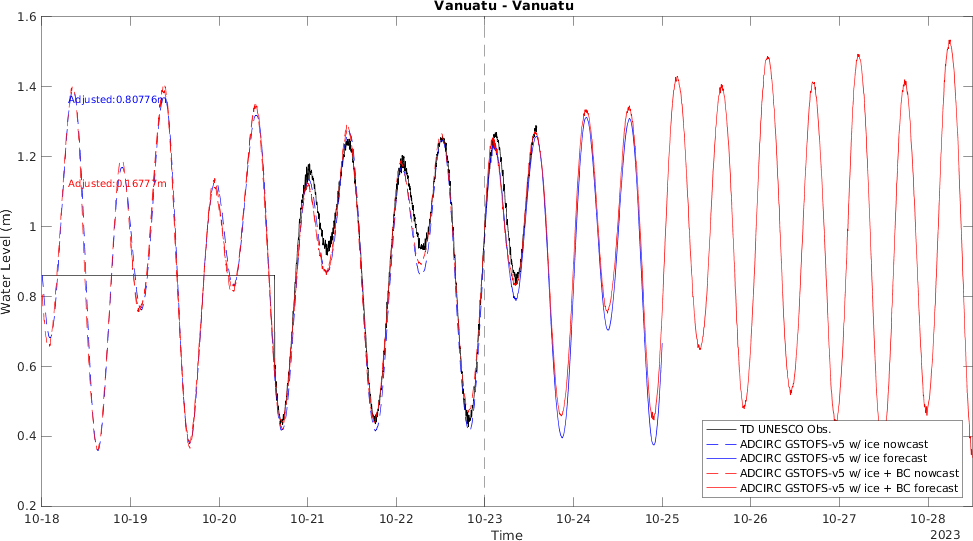 Vanuatu - Vanuatu
1.6
1.4
1.2
1
0.8
0.6
0.4
0.2
Water Level (m)
Adjusted:0.80776m
Adjusted:0.16777m
TD UNESCO Obs.
ADCIRC GSTOFS-v5 w/ ice nowcast
ADCIRC GSTOFS-v5 w/ ice forecast
ADCIRC GSTOFS-v5 w/ ice + BC nowcast
ADCIRC GSTOFS-v5 w/ ice + BC forecast
10-18 10-19 10-20 10-21 10-22 10-23 10-24 10-25 10-26 10-27 10-28
Time
2023